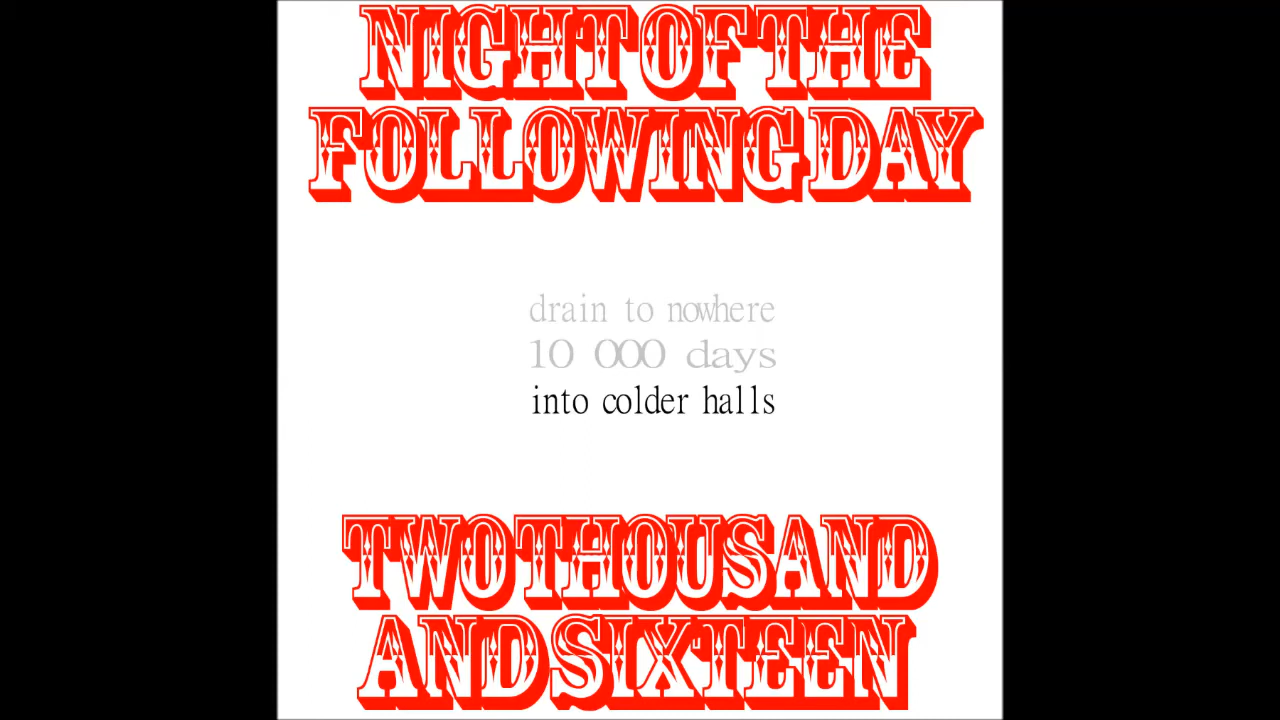 NIGHT OF THE
FOLLOWING DAY
drain to nowhere
10 000 days
into colder halls
TWO THOUSAND
AND SIXTEEN